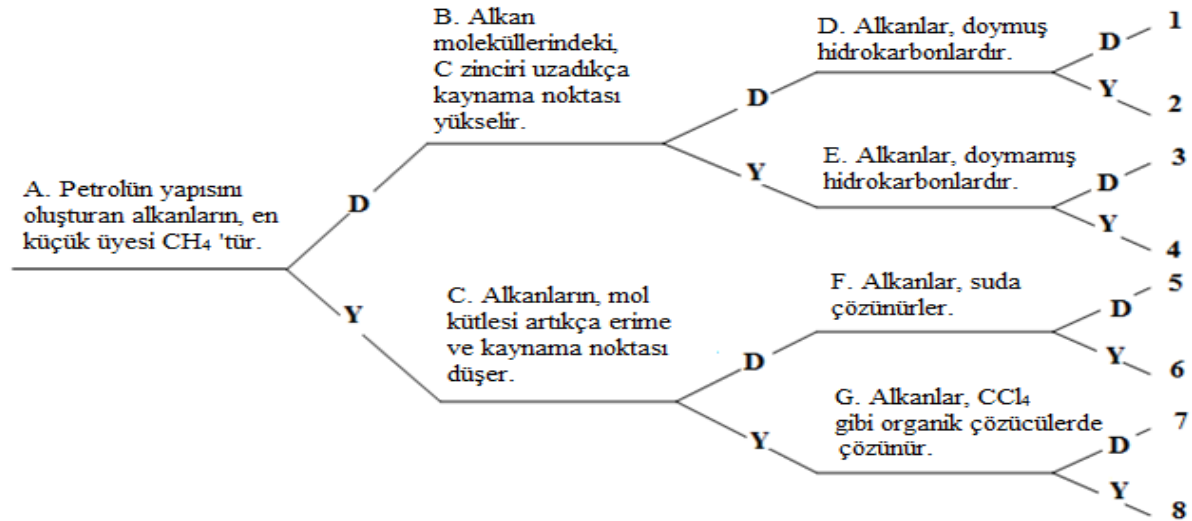 A. Petrolün yapısını
oluşturan alkanların, en
küçük üyesi CH₄ 'tür.
D
Y
B. Alkan
moleküllerindeki,
C zinciri uzadıkça
kaynama noktası
yükselir.
D
Y
C. Alkanların, mol
kütlesi artıkça erime
ve kaynama noktası
düşer.
D
Y
D. Alkanlar, doymuş
hidrokarbonlardır.
D 1
Y 2
E. Alkanlar, doymamış
hidrokarbonlardır.
D 3
Y 4
F. Alkanlar, suda
çözünürler.
D 5
Y 6
G. Alkanlar, CCl₄
gibi organik çözücülerde
çözünür.
D 7
Y 8